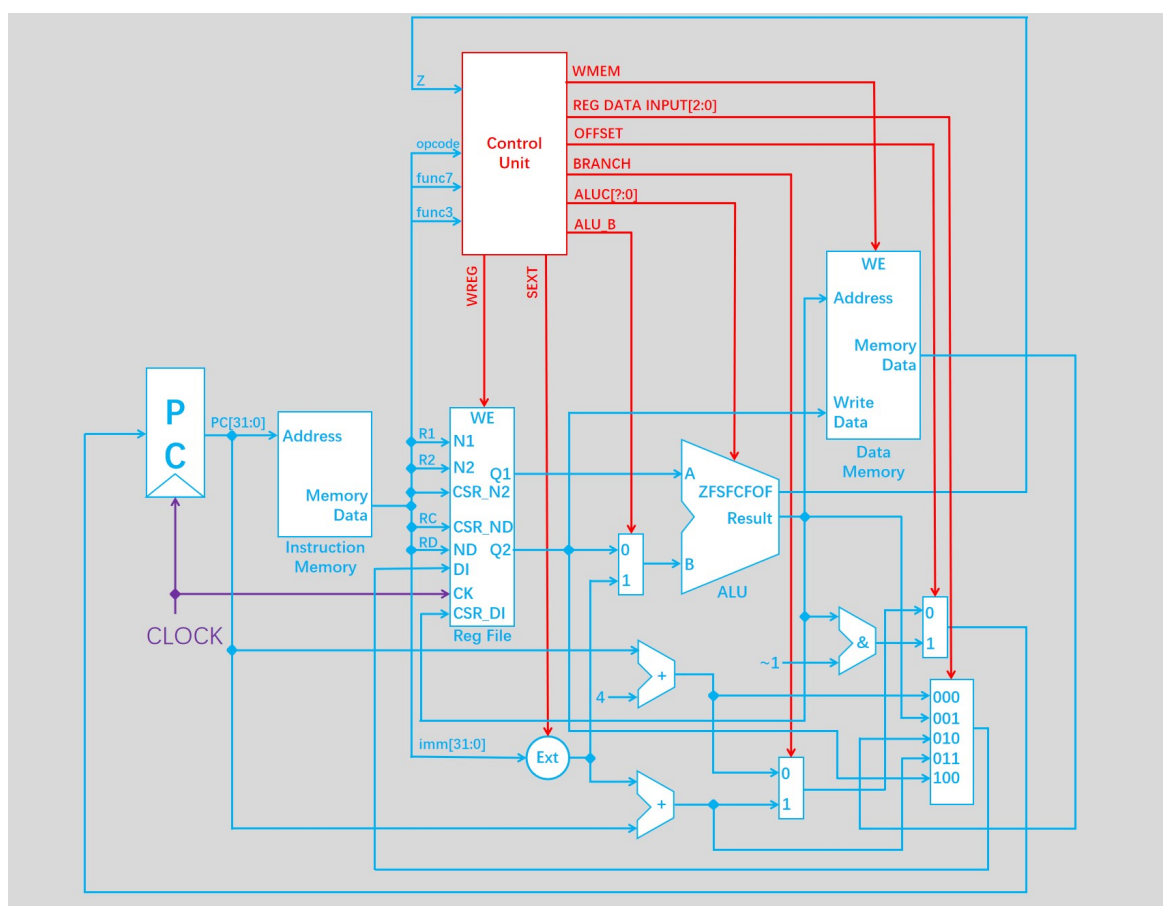 WMEM
REG DATA INPUT[2:0]
OFFSET
BRANCH
ALUC[?:0]
ALU_B
Z
opcode
func7
func3
Control
Unit
WREG
SEXT
WE
Address
Memory
Data
Write
Data
Data
Memory
P
C
PC[31:0]
Address
Memory
Data
Instruction
Memory
CLOCK
R1
R2
RC
RD
WE
N1
N2
Q1
CSR_N2
CSR_ND
ND
Q2
DI
CK
CSR_DI
Reg File
0
1
A
ZFSFCFOF
Result
B
ALU
0
1
&
~1
+
4
000
001
010
011
100
imm[31:0]
Ext
+
0
1